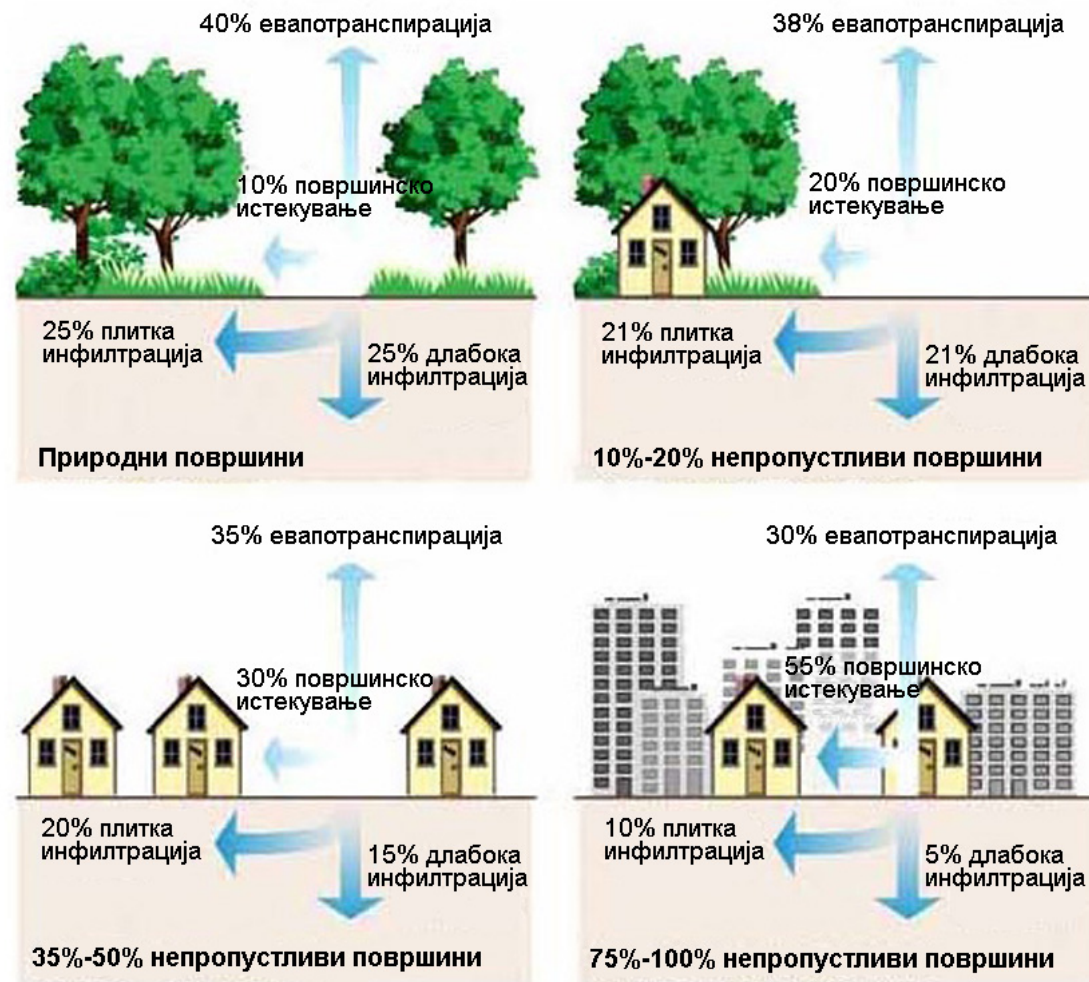 40% евапотранспирација
10% површинско
истекување
25% плитка
инфилтрација
25% длабока
инфилтрација
Природни површини
38% евапотранспирација
20% површинско
истекување
21% плитка
инфилтрација
21% длабока
инфилтрација
10%-20% непропустливи површини
35% евапотранспирација
30% површинско
истекување
20% плитка
инфилтрација
15% длабока
инфилтрација
35%-50% непропустливи површини
30% евапотранспирација
55% површинско
истекување
10% плитка
инфилтрација
5% длабока
инфилтрација
75%-100% непропустливи површини